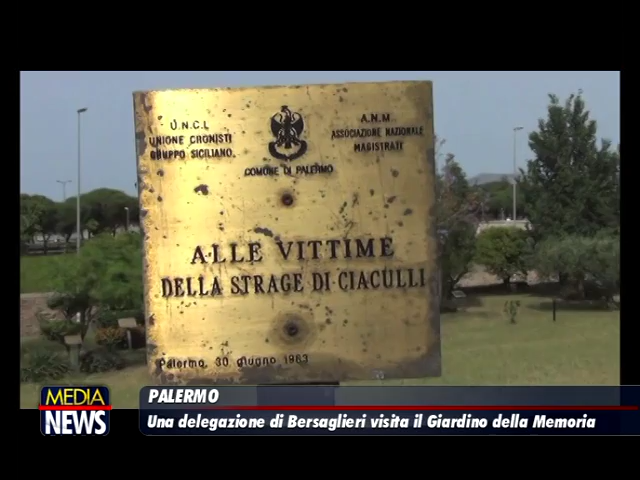 U.N.C.I.
UNIONE CRONISTI
GRUPPO SICILIANO
A.N.M
ASSOCIAZIONE NAZIONALE
MAGISTRATI
COMUNE DI PALERMO
ALLE VITTIME
DELLA STRAGE DI CIACULLI
Palermo, 30 giugno 1963
MEDIA
NEWS
PALERMO
Una delegazione di Bersaglieri visita il Giardino della Memoria